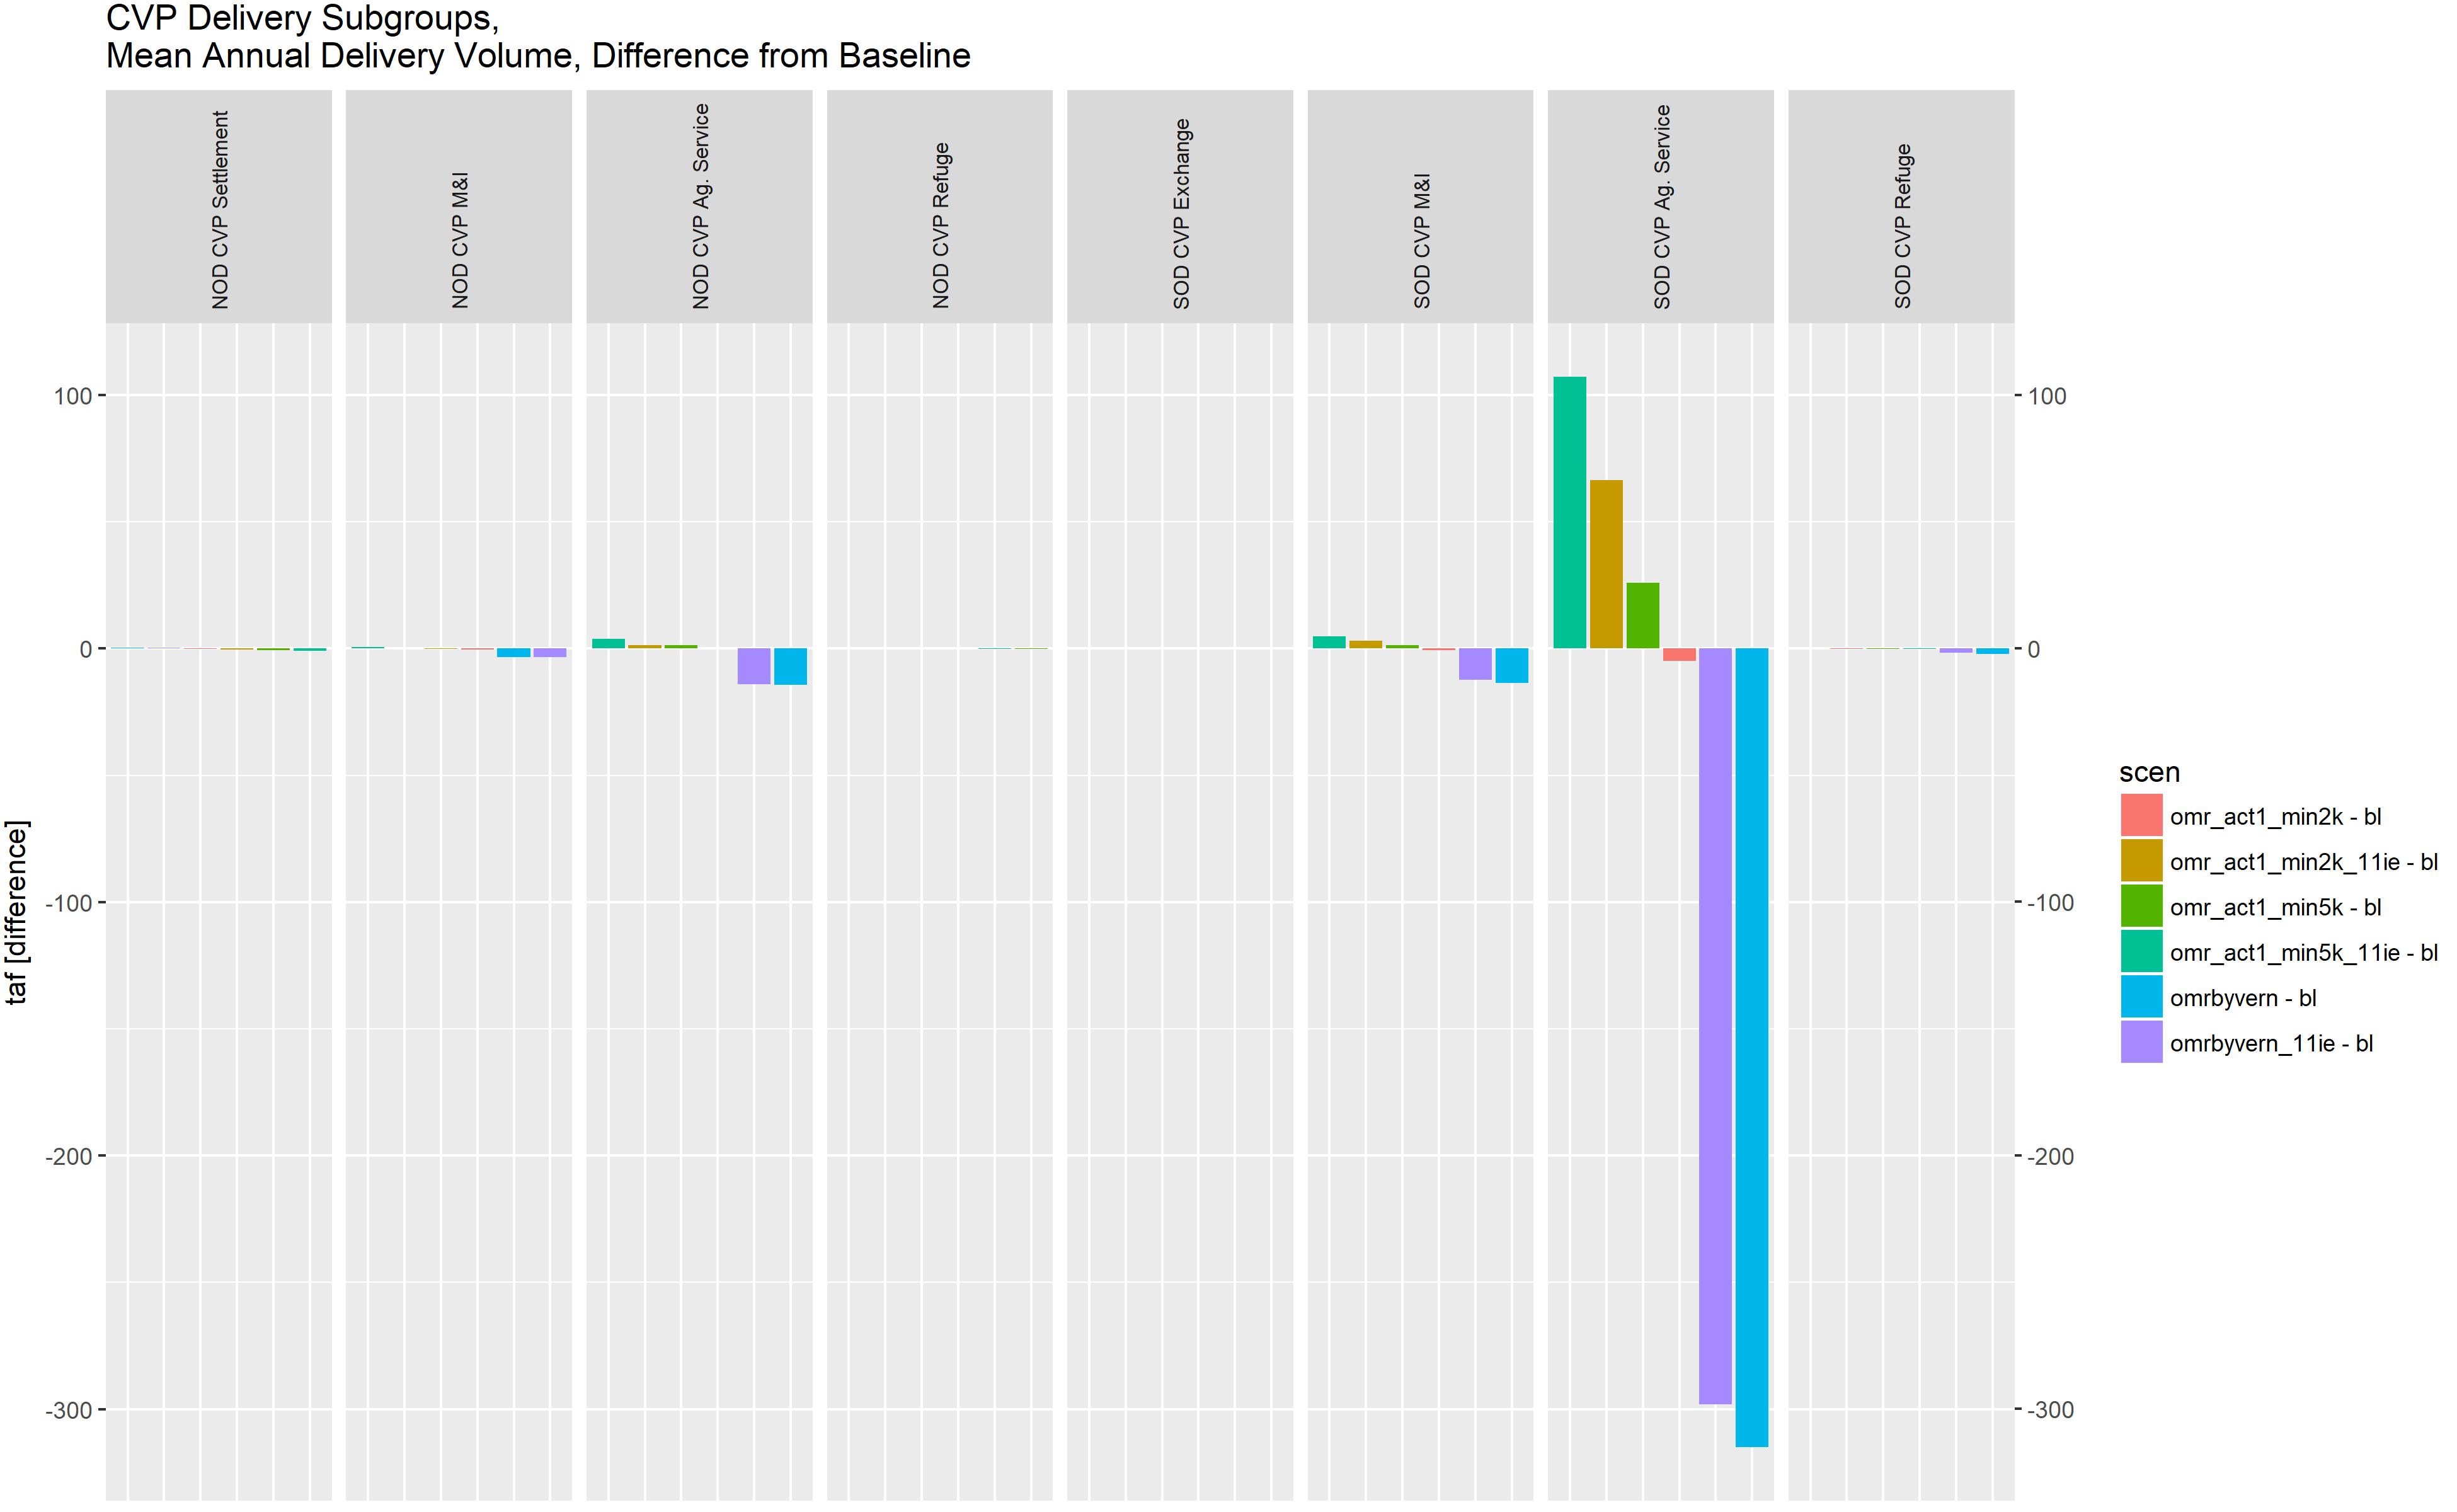 CVP Delivery Subgroups,
Mean Annual Delivery Volume, Difference from Baseline
NOD CVP Settlement
NOD CVP M&I
NOD CVP Ag. Service
NOD CVP Refuge
SOD CVP Exchange
SOD CVP M&I
SOD CVP Ag. Service
SOD CVP Refuge
taf [difference]
100
0
-100
-200
-300
100
0
-100
-200
-300
scen
omr_act1_min2k - bl
omr_act1_min2k_11ie - bl
omr_act1_min5k - bl
omr_act1_min5k_11ie - bl
omrbyvern - bl
omrbyvern_11ie - bl